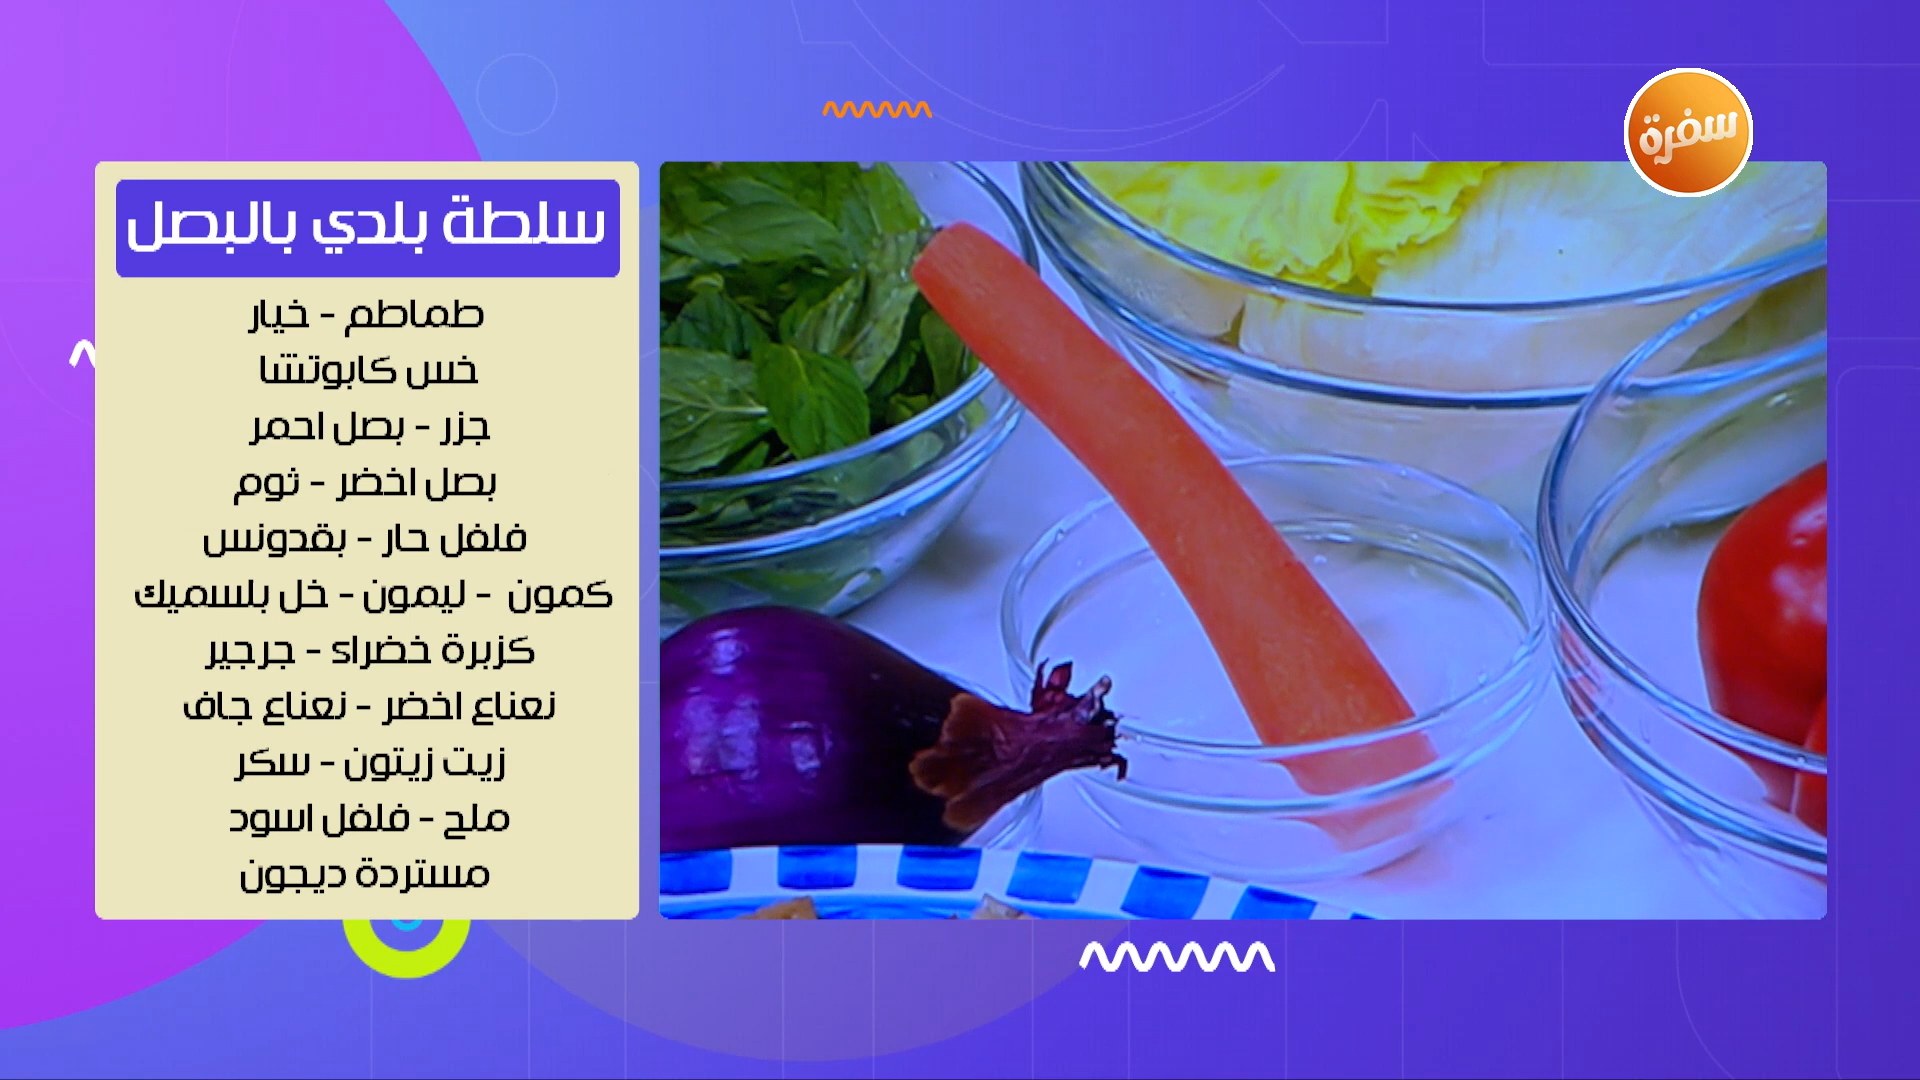 سفرة
سلطة بلدي بالبصل
طماطم - خيار
خس كابوتشا
جزر - بصل احمر
بصل اخضر - ثوم
فلفل حار - بقدونس
كمون - ليمون - خل بلسميك
كزبرة خضراء - جرجير
نعناع اخضر - نعناع جاف
زيت زيتون - سكر
ملح - فلفل اسود
مستردة ديجون